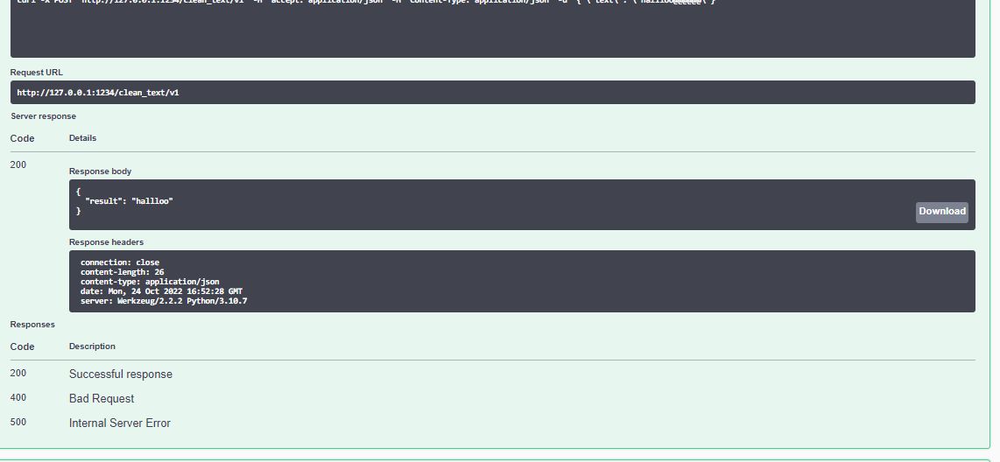 curl -X POST "http://127.0.0.1:1234/clean_text/v1" -H "accept: application/json" -H "Content-Type: application/json" -d "{ \"text\": \
Request URL
http://127.0.0.1:1234/clean_text/v1
Server response
Code Details
200
Response body
{
"result": "hallloo"
}
Download
Response headers
connection: close
content-length: 26
content-type: application/json
date: Mon, 24 Oct 2022 16:52:28 GMT
server: Werkzeug/2.2.2 Python/3.10.7
Responses
Code Description
200 Successful response
400 Bad Request
500 Internal Server Error